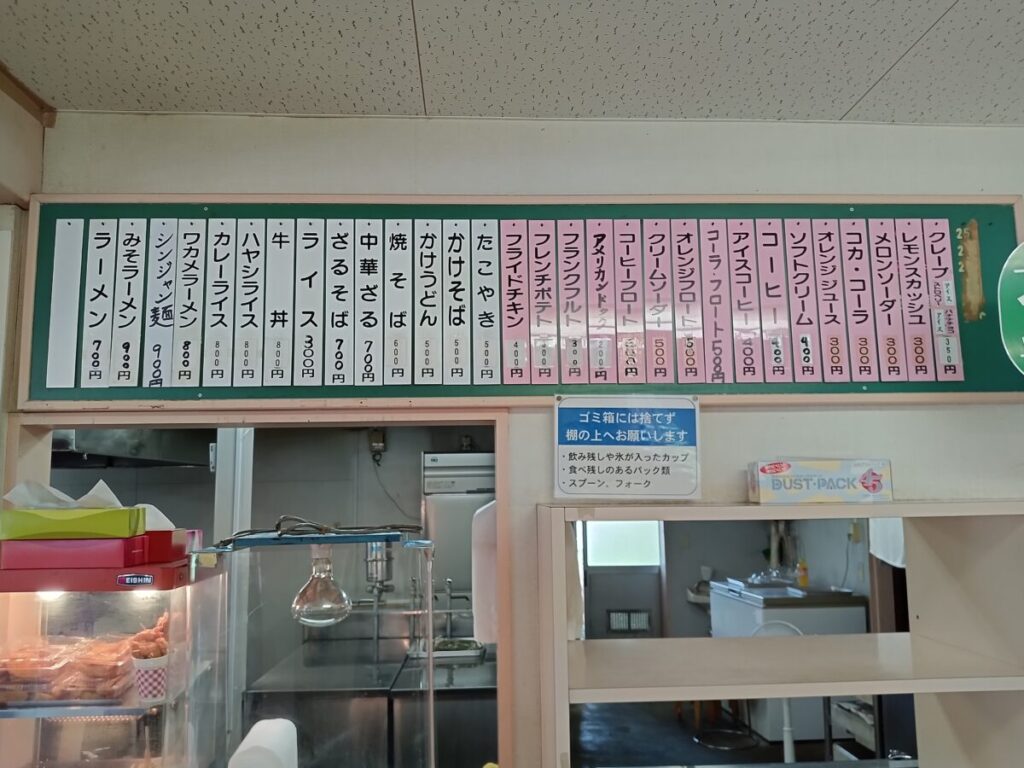 ラーメン 700円
みそラーメン 900円
シンジャン麺 900円
ワカメラーメン 800円
カレーライス 800円
ハヤシライス 800円
牛丼 800円
ライス 300円
ざるそば 700円
中華ざる 700円
焼そば 600円
かけうどん 500円
かけそば 500円
たこやき 500円
フライドチキン 400円
フレンチポテト 400円
フランクフルト 300円
アメリカンドック 200円
コーヒーフロート 500円
クリームソーダー 500円
オレンジフロート 500円
コーラ・フロート 500円
アイスコーヒー 400円
コーヒー 400円
ソフトクリーム 400円
オレンジジュース 300円
コカ・コーラ 300円
メロンソーダー 300円
レモンスカッシュ 300円
クレープ アイス 350円
ゴミ箱には捨てず
棚の上へお願いします
・飲み残しや氷が入ったカップ
・食べ残しのあるパック類
・スプーン、フォーク
DUST-PACK 45
EISHIN